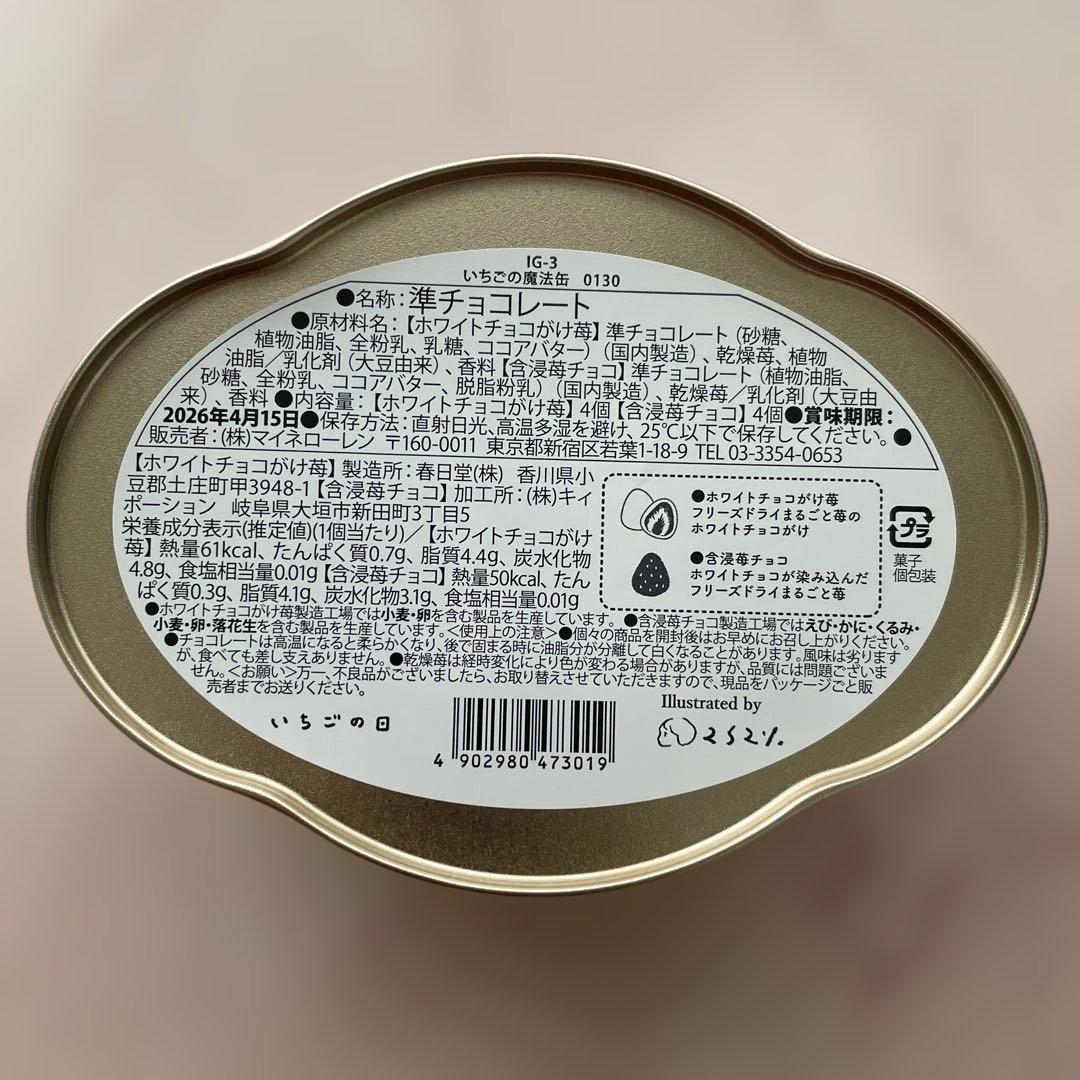 IG-3
いちごの魔法缶 0130
●名称：準チョコレート
●原材料名：【ホワイトチョコがけ苺】準チョコレート（砂糖、
植物油脂、全粉乳、乳糖、ココアバター）（国内製造）、乾燥苺、植物
油脂／乳化剤（大豆由来）、香料【含浸苺チョコ】準チョコレート（植物油脂、
砂糖、全粉乳、ココアバター、脱脂粉乳）（国内製造）、乾燥苺／乳化剤（大豆由
来）、香料●内容量：【ホワイトチョコがけ苺】4個【含浸苺チョコ】4個●賞味期限：
2026年4月15日●保存方法：直射日光、高温多湿を避け、25℃以下で保存してください。●
販売者：(株)マイネローレン 〒160-0011 東京都新宿区若葉1-18-9 TEL 03-3354-0653
【ホワイトチョコがけ苺】製造所：春日堂(株) 香川県小
豆郡土庄町甲3948-1【含浸苺チョコ】加工所：(株)キィ
ポーション 岐阜県大垣市新田町3丁目5
栄養成分表示(推定値)(1個当たり)／【ホワイトチョコがけ
苺】熱量61kcal、たんぱく質0.7g、脂質4.4g、炭水化物
4.8g、食塩相当量0.01g【含浸苺チョコ】熱量50kcal、たん
ぱく質0.3g、脂質4.1g、炭水化物3.1g、食塩相当量0.01g
●ホワイトチョコがけ苺
フリーズドライまるごと苺の
ホワイトチョコがけ
●含浸苺チョコ
ホワイトチョコが染み込んだ
フリーズドライまるごと苺
プラ
菓子
個包装
●ホワイトチョコがけ苺製造工場では小麦・卵を含む製品を生産しています。●含浸苺チョコ製造工場ではえび・かに・くるみ・
小麦・卵・落花生を含む製品を生産しています。＜使用上の注意＞●個々の商品を開封後はお早めにお召し上がりください。
●チョコレートは高温になると柔らかくなり、後で固まる時に油脂分が分離して白くなることがあります。風味は劣ります
が、食べても差し支えありません。●乾燥苺は経時変化により色が変わる場合がありますが、品質には問題ございま
せん。＜お願い＞万一、不良品がございましたら、お取り替えさせていただきますので、現品をパッケージごと販
売者までお送りください。
いちごの日
4 902980 473019
Illustrated by
252%.